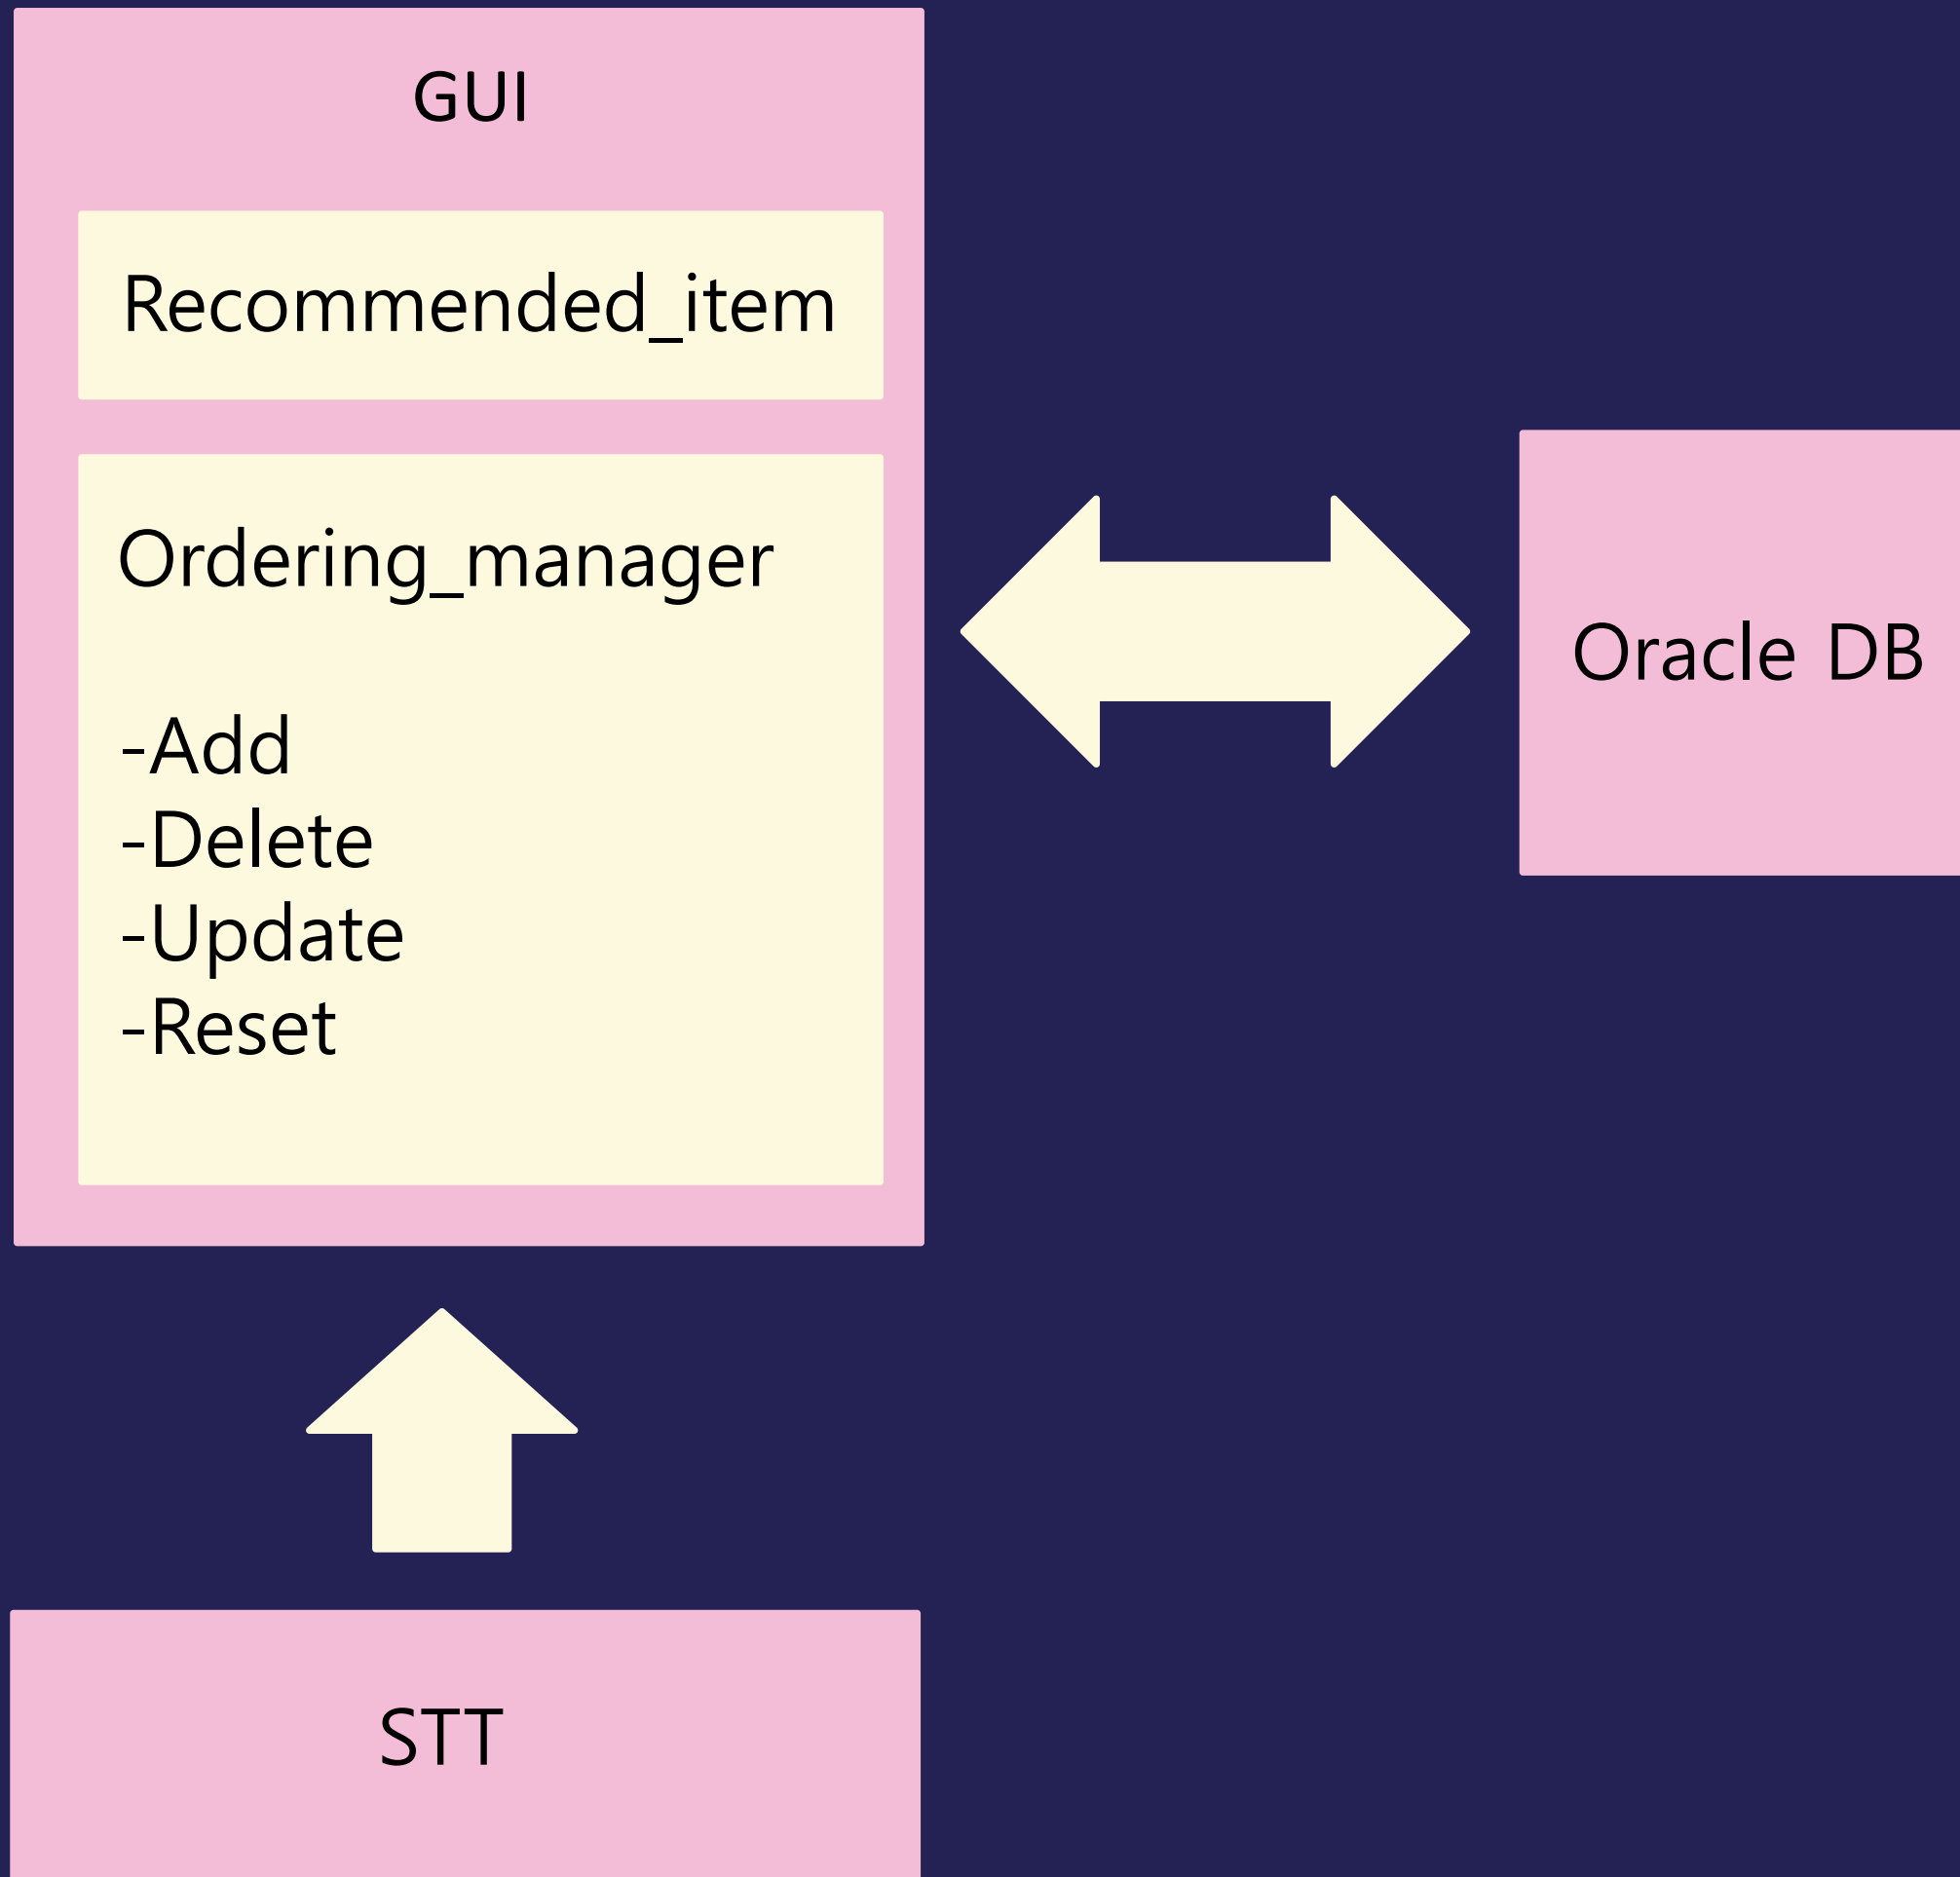 GUI
Recommended_item
Ordering_manager
-Add
-Delete
-Update
-Reset
Oracle DB
STT